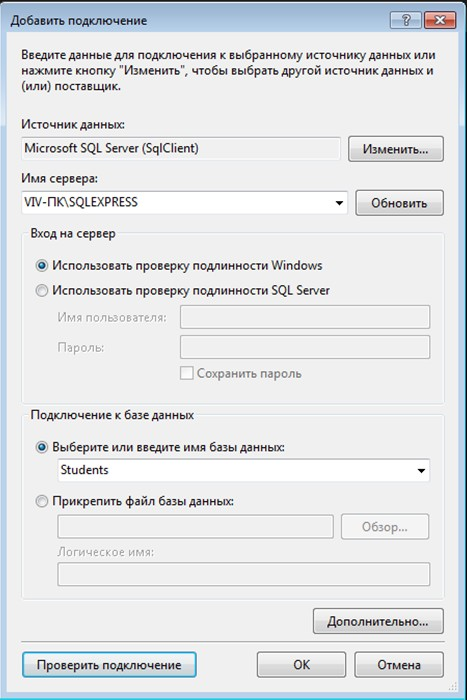 Добавить подключение
Введите данные для подключения к выбранному источнику данных или
нажмите кнопку "Изменить", чтобы выбрать другой источник данных и
(или) поставщик.
Источник данных:
Microsoft SQL Server (SqlClient)
Изменить...
Имя сервера:
VIV-ПК\SQLEXPRESS
Обновить
Вход на сервер
Использовать проверку подлинности Windows
Использовать проверку подлинности SQL Server
Имя пользователя:
Пароль:
Сохранить пароль
Подключение к базе данных
Выберите или введите имя базы данных:
Students
Прикрепить файл базы данных:
Обзор...
Логическое имя:
Дополнительно...
Проверить подключение
ОК
Отмена